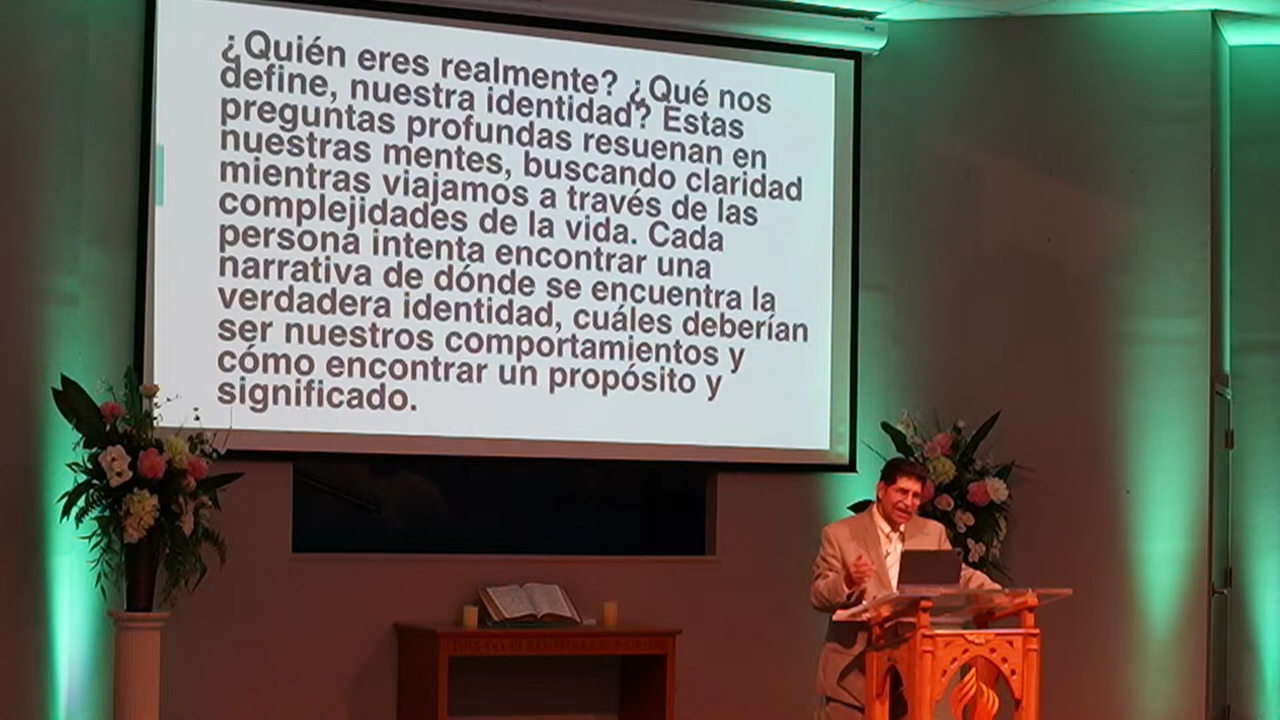 ¿Quién eres realmente? ¿Qué nos
define, nuestra identidad? Estas
preguntas profundas resuenan en
nuestras mentes, buscando claridad
mientras viajamos a través de las
complejidades de la vida. Cada
persona intenta encontrar una
narrativa de dónde se encuentra la
verdadera identidad, cuáles deberían
ser nuestros comportamientos y
cómo encontrar un propósito y
significado.